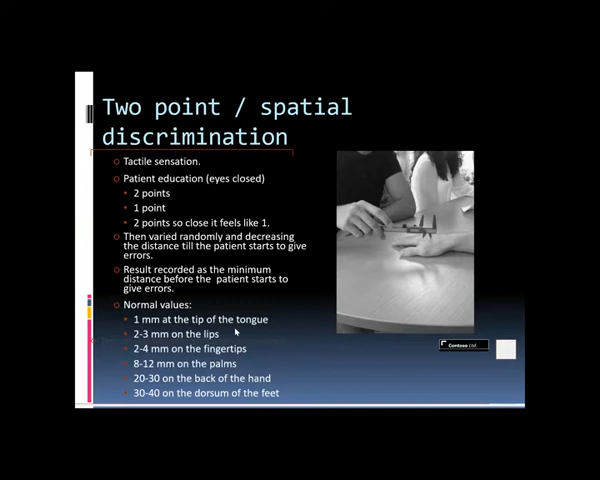 Two point / spatial
discrimination
Tactile sensation.
Patient education (eyes closed)
2 points
1 point
2 points so close it feels like 1.
Then varied randomly and decreasing
the distance till the patient starts to give
errors.
Result recorded as the minimum
distance before the patient starts to
give errors.
Normal values:
1 mm at the tip of the tongue
2-3 mm on the lips
2-4 mm on the fingertips
8-12 mm on the palms
20-30 on the back of the hand
30-40 on the dorsum of the feet
Contoso Ltd.